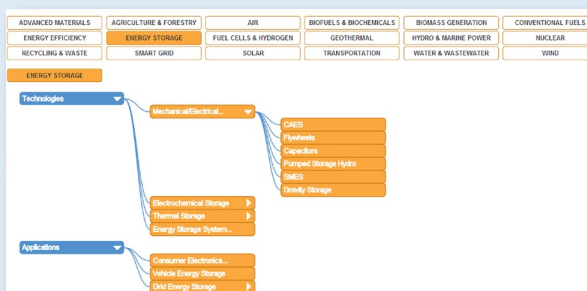 ADVANCED MATERIALS AGRICULTURE & FORESTRY AIR BIOFUELS & BIOCHEMICALS BIOMASS GENERATION CONVENTIONAL FUELS
ENERGY EFFICIENCY ENERGY STORAGE FUEL CELLS & HYDROGEN GEOTHERMAL HYDRO & MARINE POWER NUCLEAR
RECYCLING & WASTE SMART GRID SOLAR TRANSPORTATION WATER & WASTEWATER WIND
ENERGY STORAGE
Technologies
Mechanical/Electrical...
CAES
Flywheels
Capacitors
Pumped Storage Hydro
SMES
Gravity Storage
Electrochemical Storage
Thermal Storage
Energy Storage System...
Applications
Consumer Electronics...
Vehicle Energy Storage
Grid Energy Storage